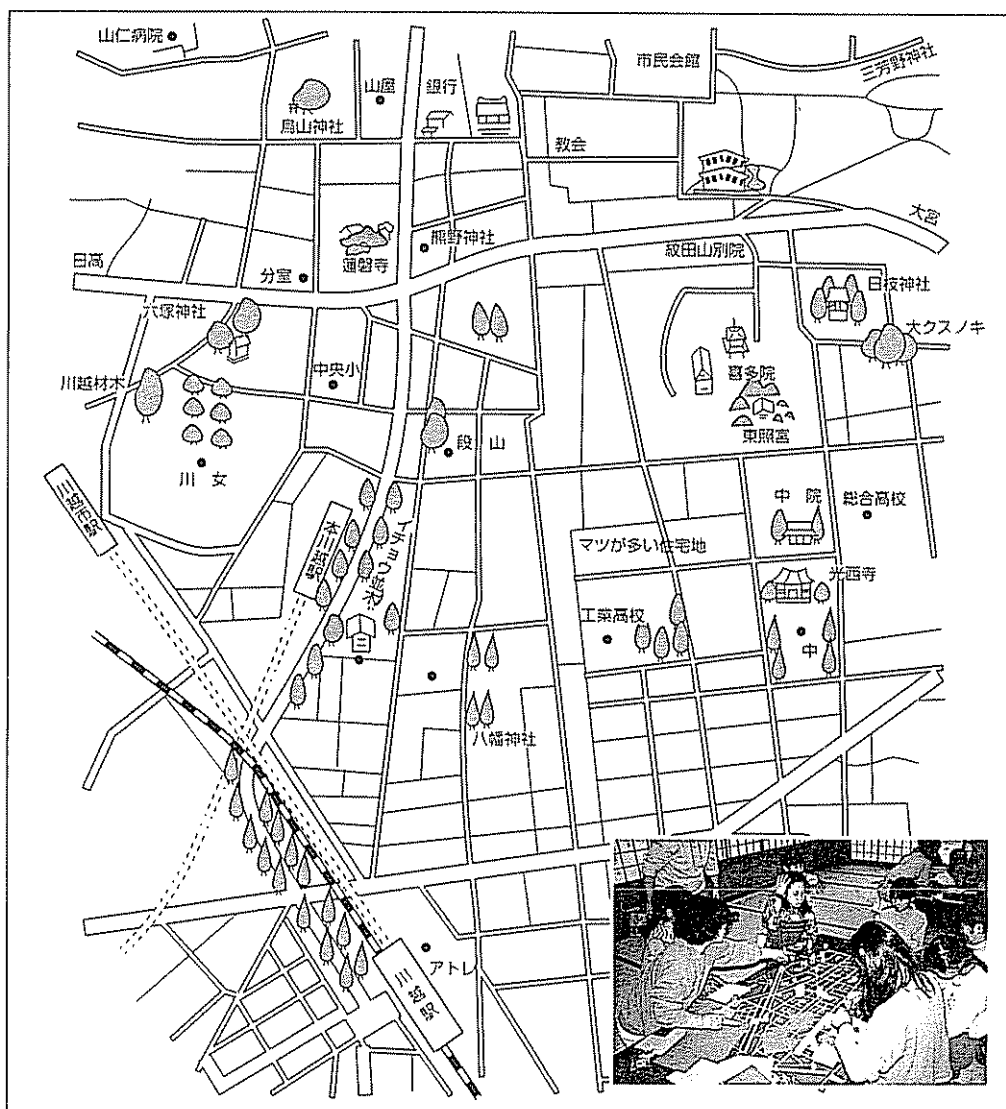 山仁病院
市民会館
三芳野神社
山屋
銀行
烏山神社
教会
大宮
熊野神社
蓮馨寺
日高
分室
日枝神社
大クスノキ
六塚神社
喜多院
川越材木
中央小
東照宮
段山
川女
川越市駅
本川越駅
イチョウ並木
中院
総合高校
マツが多い住宅地
光西寺
工業高校
中
八幡神社
アトレ
川越駅